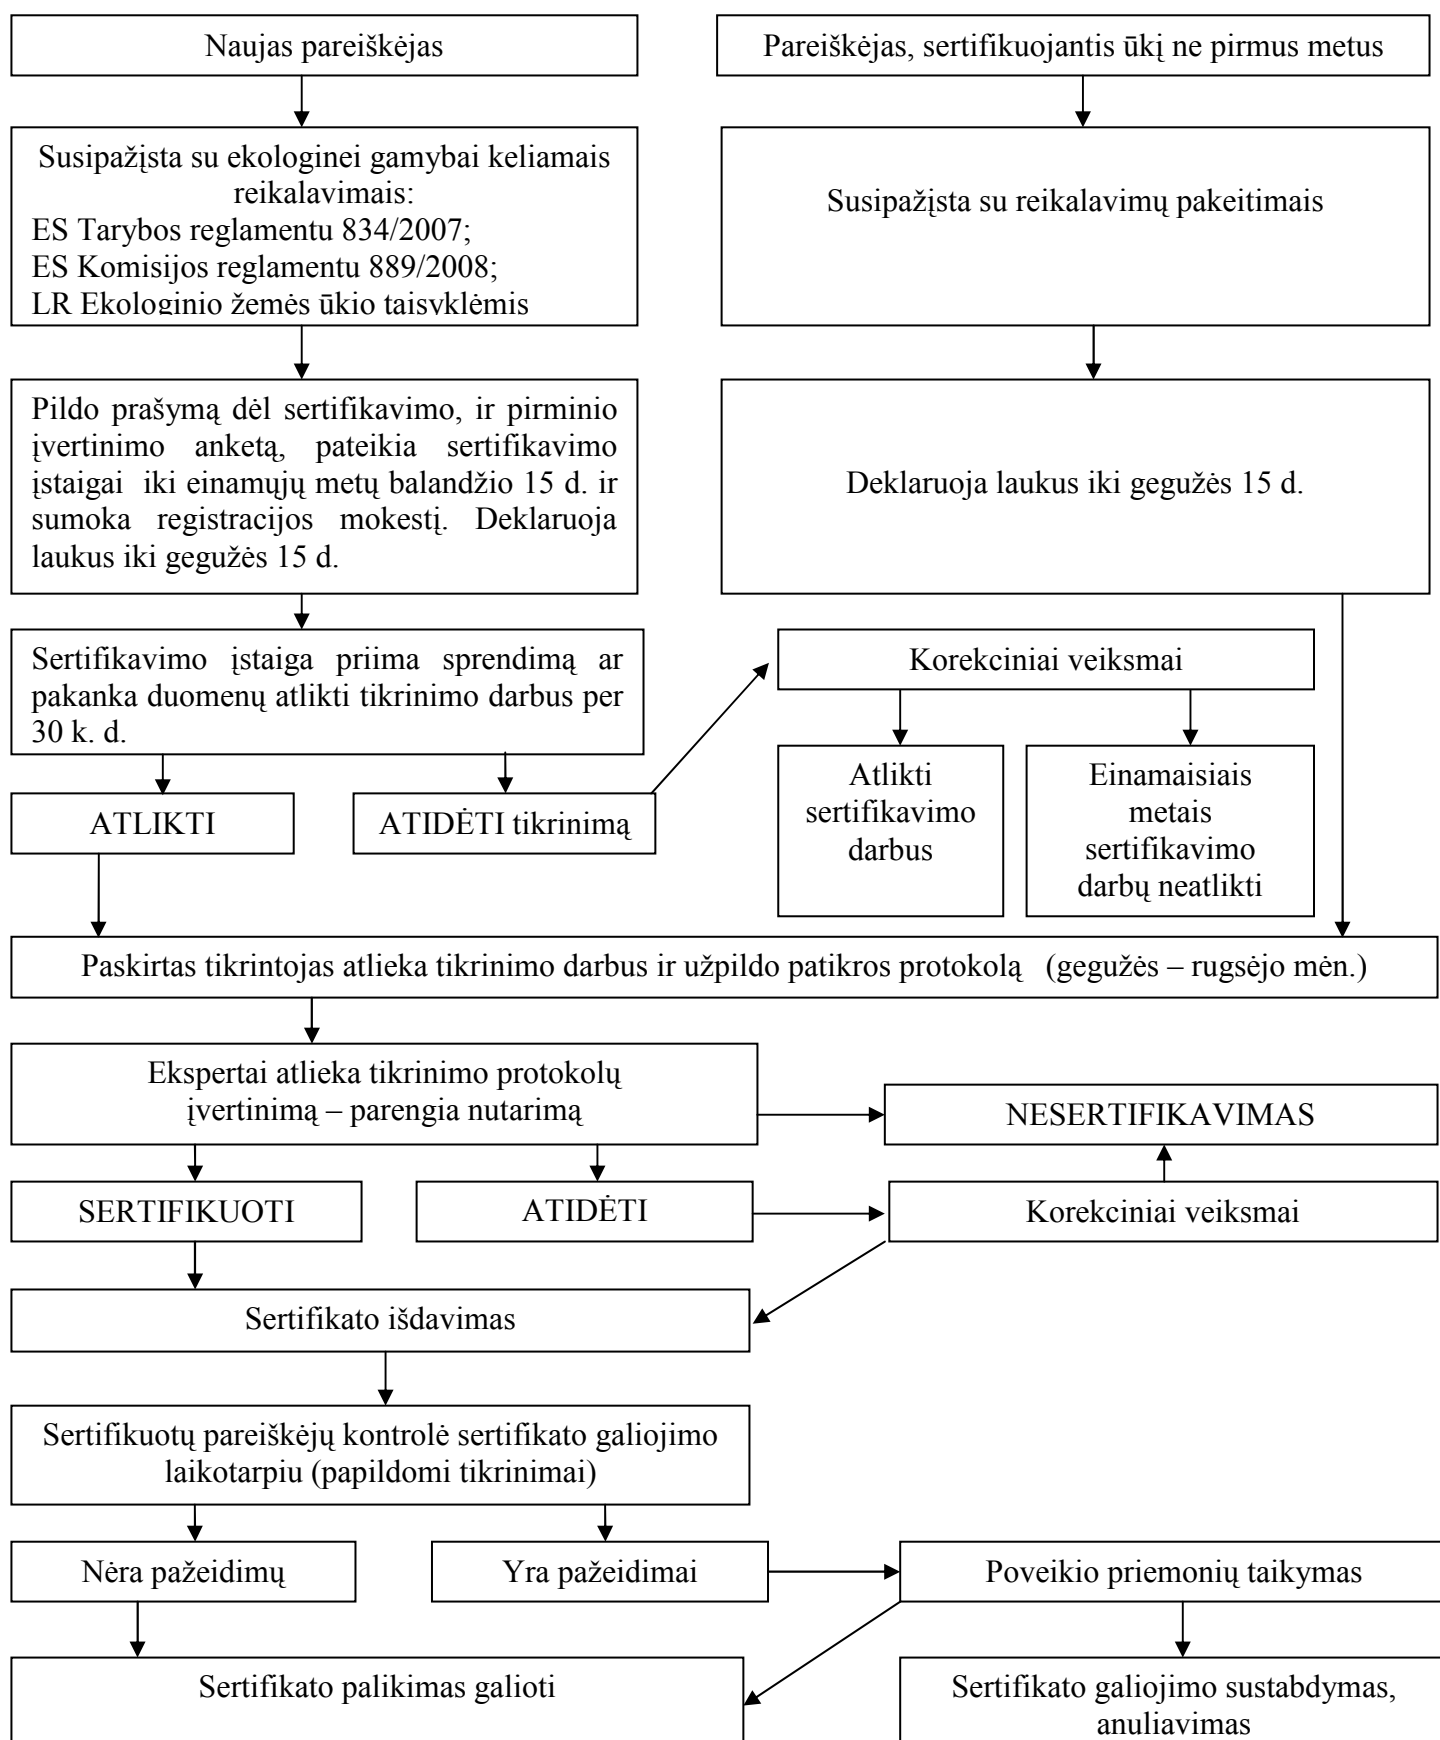 Naujas pareiškėjas
Pareiškėjas, sertifikuojantis ūkį ne pirmus metus
Susipažįsta su ekologinei gamybai keliamais
reikalavimais:
ES Tarybos reglamentu 834/2007;
ES Komisijos reglamentu 889/2008;
LR Ekologinio žemės ūkio taisyklėmis
Susipažįsta su reikalavimų pakeitimais
Pildo prašymą dėl sertifikavimo, ir pirminio
įvertinimo anketą, pateikia sertifikavimo
įstaigai iki einamųjų metų balandžio 15 d. ir
sumoka registracijos mokestį. Deklaruoja
laukus iki gegužės 15 d.
Deklaruoja laukus iki gegužės 15 d.
Sertifikavimo įstaiga priima sprendimą ar
pakanka duomenų atlikti tikrinimo darbus per
30 k. d.
Korekciniai veiksmai
ATLIKTI
ATIDĖTI tikrinimą
Atlikti
sertifikavimo
darbus
Einamaisiais
metais
sertifikavimo
darbų neatlikti
Paskirtas tikrintojas atlieka tikrinimo darbus ir užpildo patikros protokolą (gegužės – rugsėjo mėn.)
Ekspertai atlieka tikrinimo protokolų
įvertinimą – parengia nutarimą
NESERTIFIKAVIMAS
SERTIFIKUOTI
ATIDĖTI
Korekciniai veiksmai
Sertifikato išdavimas
Sertifikuotų pareiškėjų kontrolė sertifikato galiojimo
laikotarpiu (papildomi tikrinimai)
Nėra pažeidimų
Yra pažeidimai
Poveikio priemonių taikymas
Sertifikato palikimas galioti
Sertifikato galiojimo sustabdymas,
anuliavimas